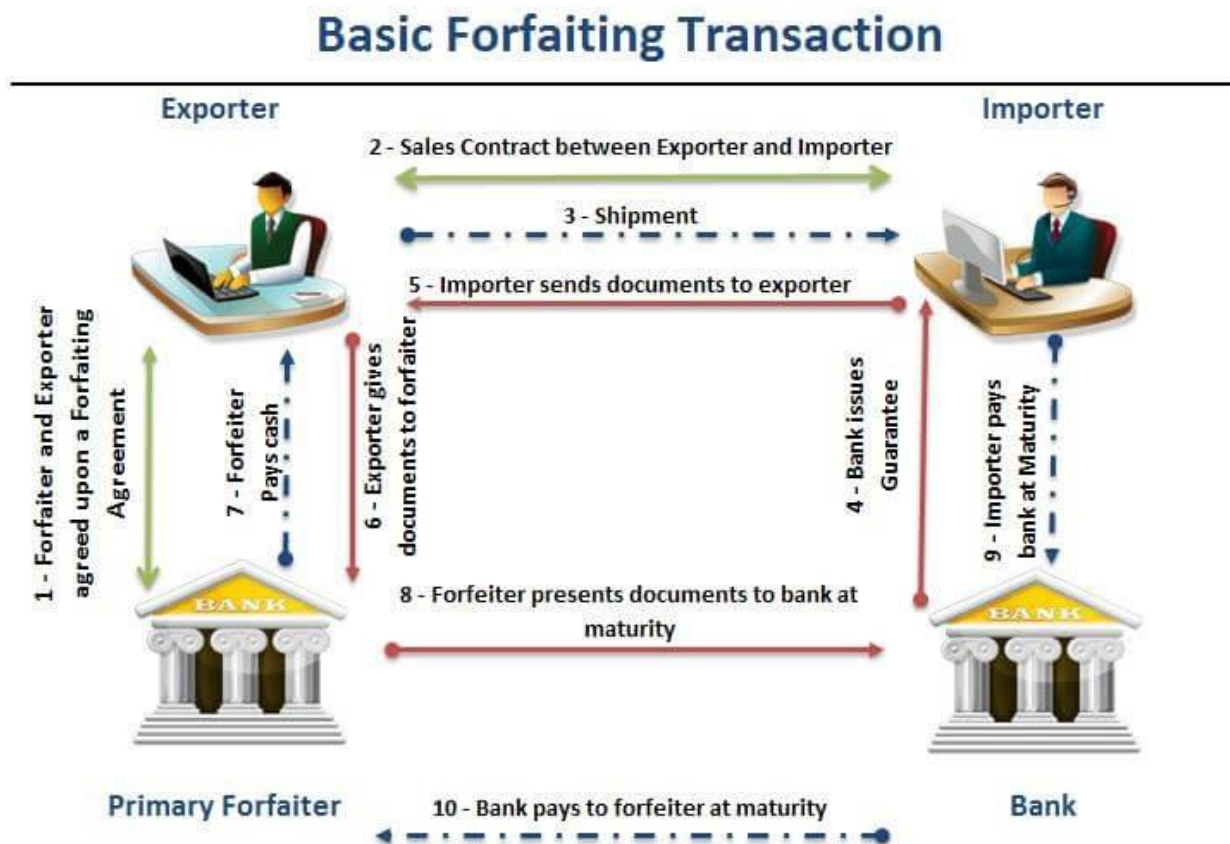 Basic Forfaiting Transaction
Exporter
Importer
2 - Sales Contract between Exporter and Importer
3 - Shipment
5 - Importer sends documents to exporter
1 - Forfaiter and Exporter
agreed upon a Forfaiting
Agreement
7 - Forfeiter
Pays cash
6 - Exporter gives
documents to forfaiter
4 - Bank issues
Guarantee
9 - Importer pays
bank at Maturity
BANK
8 - Forfeiter presents documents to bank at
maturity
BANK
Primary Forfaiter
10 - Bank pays to forfeiter at maturity
Bank